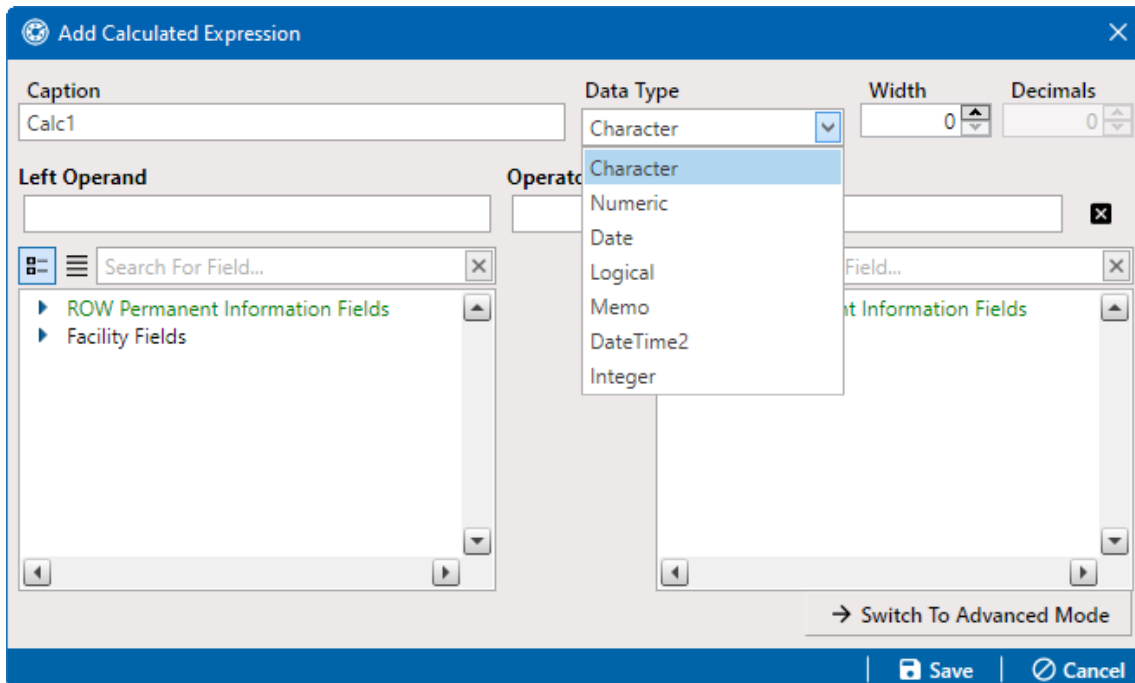 Add Calculated Expression
Caption Data Type Width Decimals
Calc1 Character 0 0
Left Operand Operato
Character
Numeric
Date
Logical
Memo
DateTime2
Integer
Search For Field... Field...
ROW Permanent Information Fields t Information Fields
Facility Fields
Switch To Advanced Mode
Save Cancel